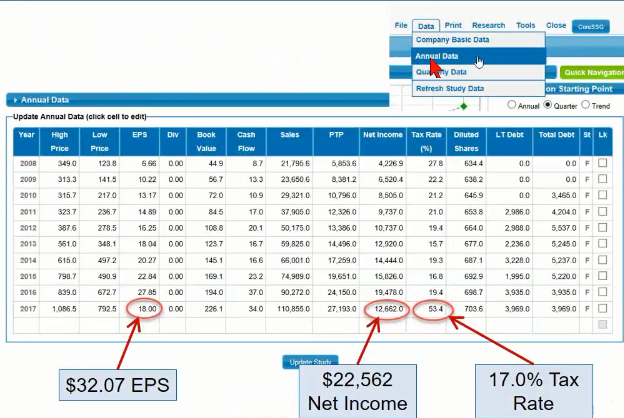 File Data Print Research Tools Close CoreSSG
Company Basic Data
Annual Data
Data
Refresh Study Data
Quick Navigation
on Starting Point
Annual Quarter Trend
Annual Data
Update Annual Data (click cell to edit)
Year High Price Low Price EPS Div Book Value Cash Flow Sales PTP Net Income Tax Rate (%) Diluted Shares LT Debt Total Debt St Lk
2008 349.0 123.8 6.66 0.00 44.9 8.7 21,795.6 5,853.6 4,226.9 27.8 634.4 0.0 0.0 F
2009 313.3 141.5 10.22 0.00 56.7 13.3 23,650.6 8,381.2 6,520.4 22.2 638.2 0.0 0.0 F
2010 315.7 217.0 13.17 0.00 72.0 10.9 29,321.0 10,796.0 8,505.0 21.2 645.9 0.0 3,465.0 F
2011 323.7 236.7 14.89 0.00 84.5 17.0 37,905.0 12,326.0 9,737.0 21.0 653.8 2,986.0 4,204.0 F
2012 387.6 278.5 16.25 0.00 108.8 20.1 50,175.0 13,386.0 10,737.0 19.4 664.0 2,988.0 5,537.0 F
2013 561.0 348.1 18.04 0.00 123.7 16.7 59,825.0 14,496.0 12,920.0 15.7 677.0 2,236.0 5,245.0 F
2014 615.0 497.2 20.27 0.00 145.1 16.6 66,001.0 17,259.0 14,444.0 19.3 687.1 3,228.0 5,237.0 F
2015 798.7 490.9 22.84 0.00 169.1 23.2 74,989.0 19,651.0 15,826.0 16.8 692.9 1,995.0 5,220.0 F
2016 839.0 672.7 27.85 0.00 194.0 37.0 90,272.0 24,150.0 19,478.0 19.4 698.7 3,935.0 3,935.0 F
2017 1,086.5 792.5 18.00 0.00 226.1 34.0 110,855.0 27,193.0 12,662.0 53.4 703.6 3,969.0 3,969.0 F
Update Study
$32.07 EPS
$22,562
Net Income
17.0% Tax
Rate